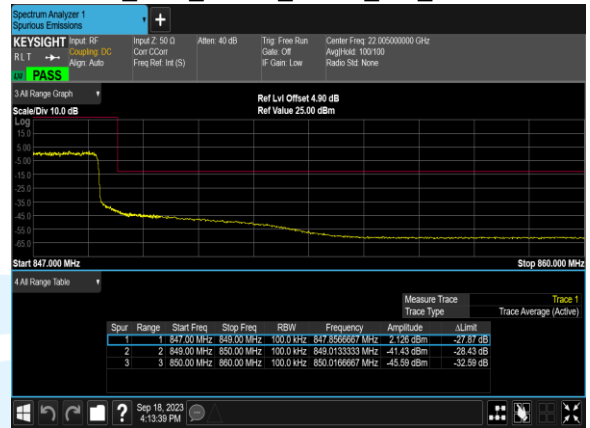 Spectrum Analyzer 1
Spurious Emissions
KEYSIGHT Input: RF Input Z: 50 Ω Atten: 40 dB Trig: Free Run Center Freq: 22.005000000 GHz
RLT Coupling: DC Corr CCorr Gate: Off Avg|Hold: 100/100
Align: Auto Freq Ref: Int (S) IF Gain: Low Radio Std: None
LW PASS
3 All Range Graph
Ref Lvl Offset 4.90 dB
Scale/Div 10.0 dB Ref Value 25.00 dBm
Log
15.0
5.00
-5.00
-15.0
-25.0
-35.0
-45.0
-55.0
-65.0
Start 847.000 MHz Stop 860.000 MHz
4 All Range Table
Measure Trace Trace 1
Trace Type Trace Average (Active)
Spur Range Start Freq Stop Freq RBW Frequency Amplitude ΔLimit
1 1 847.00 MHz 849.00 MHz 100.0 kHz 847.8566667 MHz 2.126 dBm -27.87 dB
2 2 849.00 MHz 850.00 MHz 100.0 kHz 849.0133333 MHz -41.43 dBm -28.43 dB
3 3 850.00 MHz 860.00 MHz 100.0 kHz 850.0166667 MHz -45.59 dBm -32.59 dB
?
Sep 18, 2023
4:13:39 PM